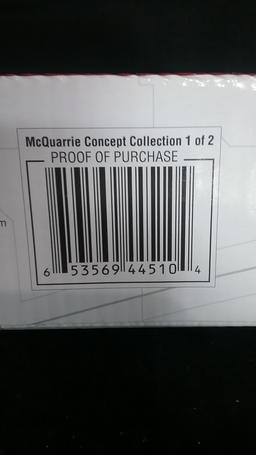 McQuarrie Concept Collection 1 of 2
PROOF OF PURCHASE
m
6 53569 44510 4